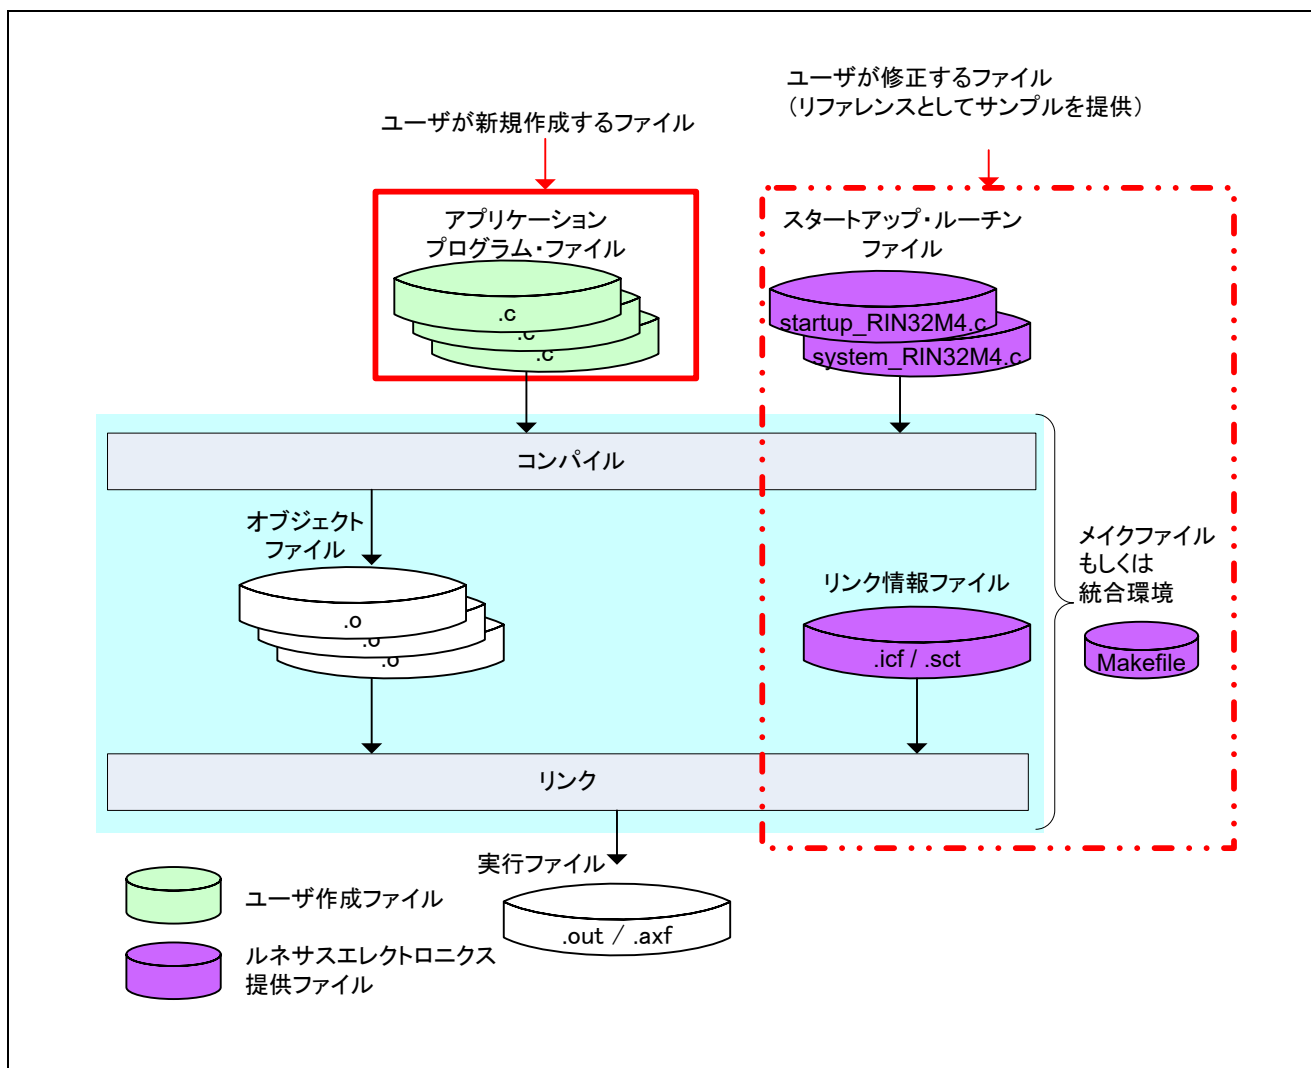 ユーザが修正するファイル
（リファレンスとしてサンプルを提供）
ユーザが新規作成するファイル
アプリケーション
プログラム・ファイル
.c
.c
.c
スタートアップ・ルーチン
ファイル
startup_RIN32M4.c
system_RIN32M4.c
コンパイル
オブジェクト
ファイル
.o
.o
.o
リンク情報ファイル
.icf / .sct
メイクファイル
もしくは
統合環境
Makefile
リンク
実行ファイル
.out / .axf
ユーザ作成ファイル
ルネサスエレクトロニクス
提供ファイル